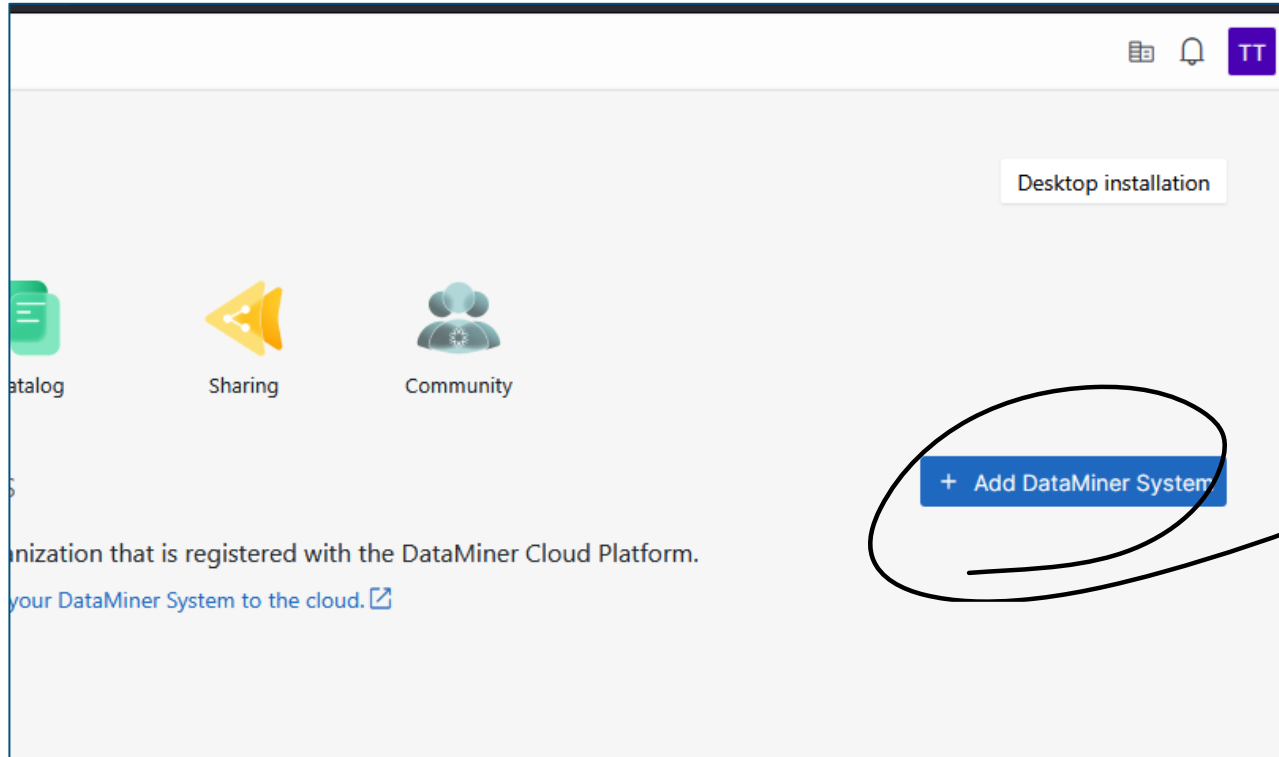 TT
Desktop installation
atalog
Sharing
Community
+ Add DataMiner System
anization that is registered with the DataMiner Cloud Platform.
your DataMiner System to the cloud.